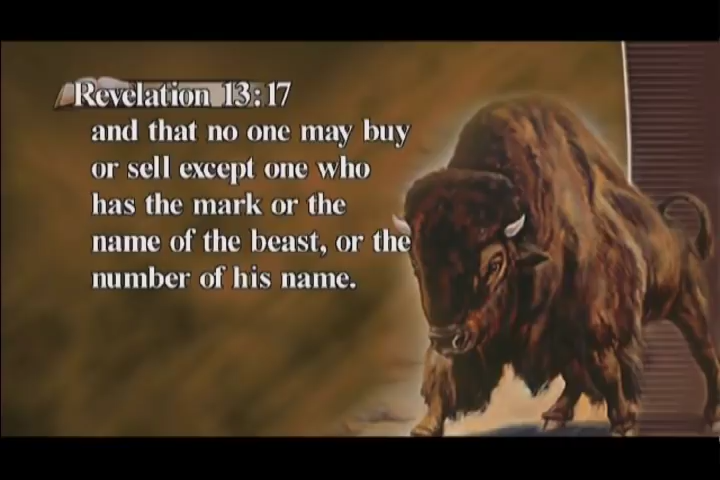 Revelation 13:17
and that no one may buy
or sell except one who
has the mark or the
name of the beast, or the
number of his name.